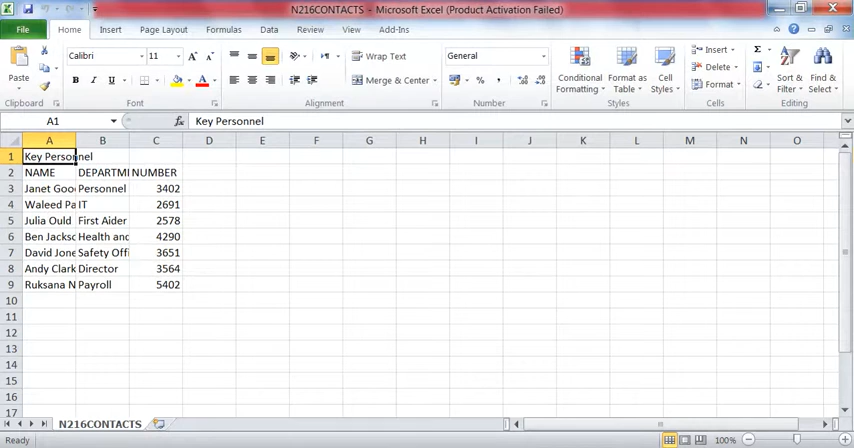 N216CONTACTS - Microsoft Excel (Product Activation Failed)
File Home Insert Page Layout Formulas Data Review View Add-Ins
Paste
Calibri 11
B I U
Wrap Text
Merge & Center
General
% ,
Conditional Formatting
Format as Table
Cell Styles
Insert
Delete
Format
Σ
Sort & Filter
Find & Select
Clipboard Font Alignment Number Styles Cells Editing
A1 fx Key Personnel
A B C D E F G H I J K L M N O
1 Key Personnel
2 NAME DEPARTMI NUMBER
3 Janet Goo Personnel 3402
4 Waleed Pa IT 2691
5 Julia Ould First Aider 2578
6 Ben Jackso Health and 4290
7 David Jone Safety Offi 3651
8 Andy Clark Director 3564
9 Ruksana N Payroll 5402
10
11
12
13
14
15
16
17
N216CONTACTS
Ready 100%